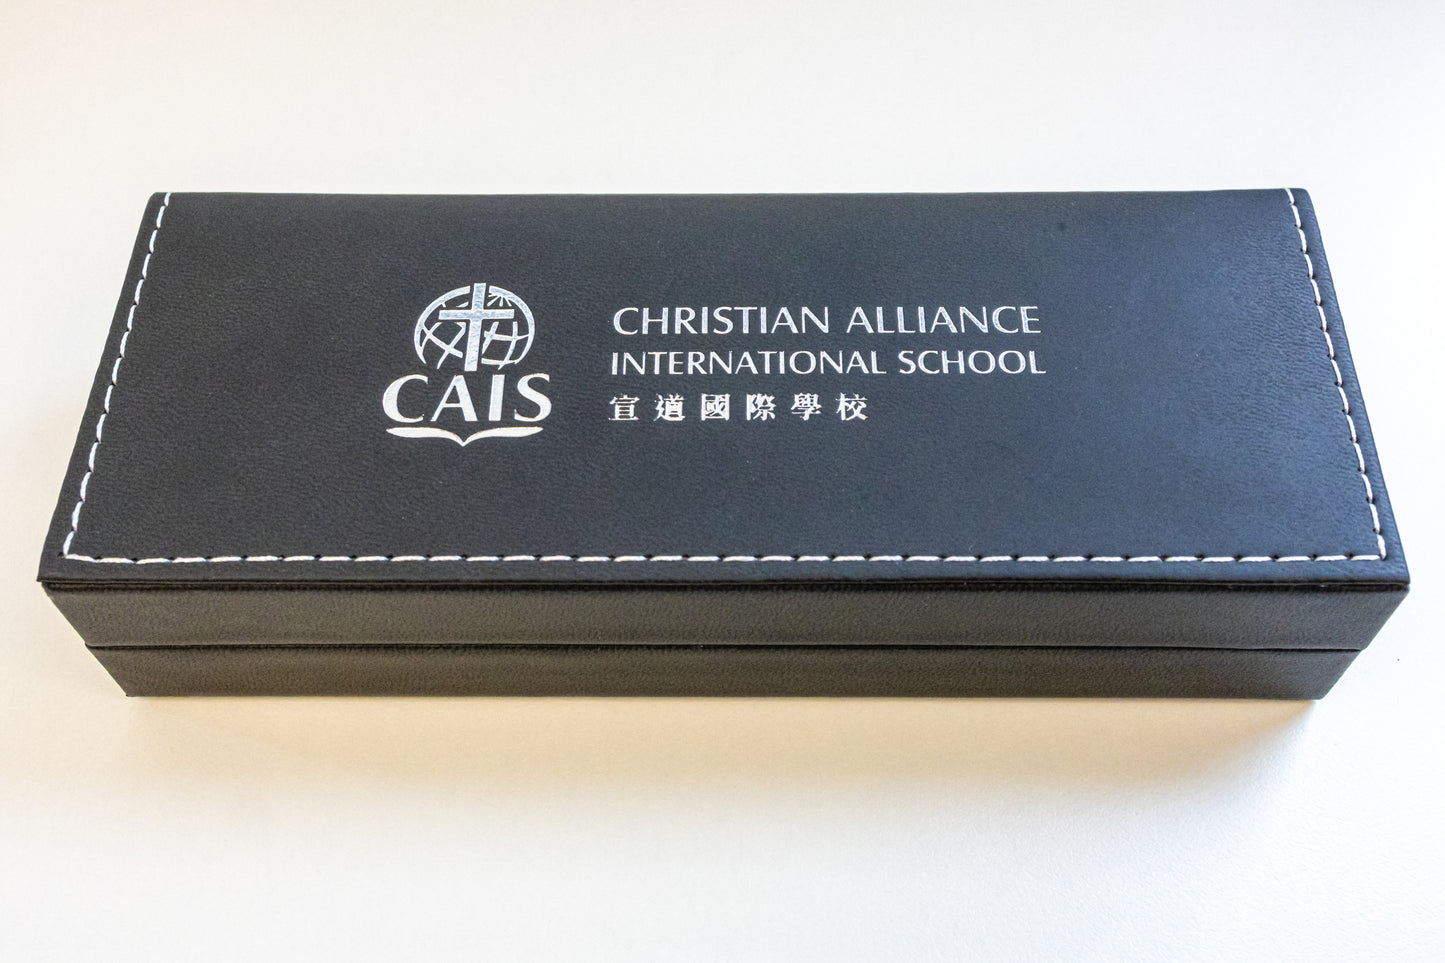 CAIS
CHRISTIAN ALLIANCE
INTERNATIONAL SCHOOL
宣道國際學校